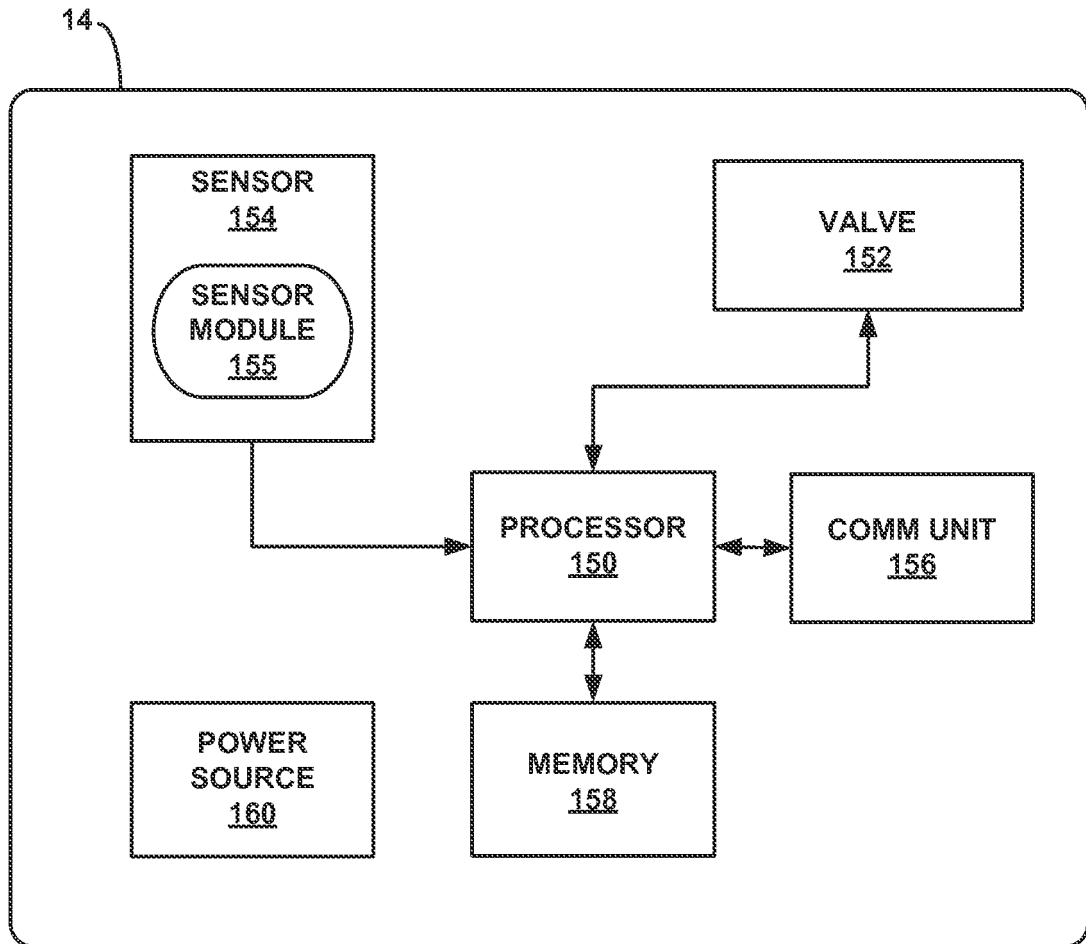 14
SENSOR
154
SENSOR
MODULE
155
VALVE
152
PROCESSOR
150
COMM UNIT
156
POWER
SOURCE
160
MEMORY
158